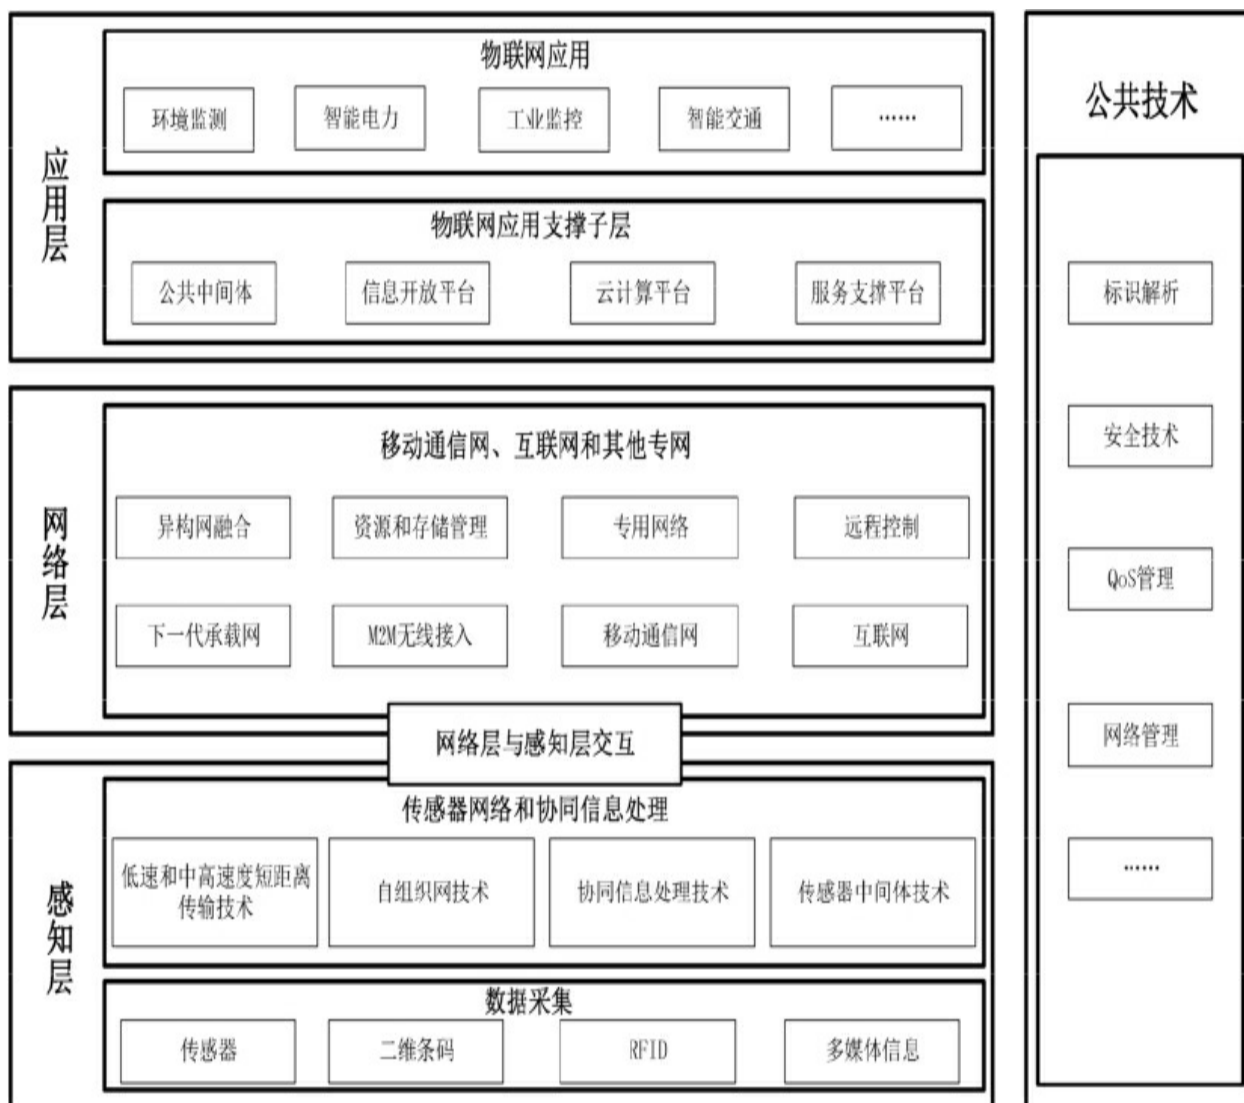 应用层
物联网应用
环境监测
智能电力
工业监控
智能交通
······
物联网应用支撑子层
公共中间体
信息开放平台
云计算平台
服务支撑平台
网络层
移动通信网、互联网和其他专网
异构网融合
资源和存储管理
专用网络
远程控制
下一代承载网
M2M无线接入
移动通信网
互联网
网络层与感知层交互
感知层
传感器网络和协同信息处理
低速和中高速度短距离
传输技术
自组织网技术
协同信息处理技术
传感器中间体技术
数据采集
传感器
二维条码
RFID
多媒体信息
公共技术
标识解析
安全技术
QoS管理
网络管理
······